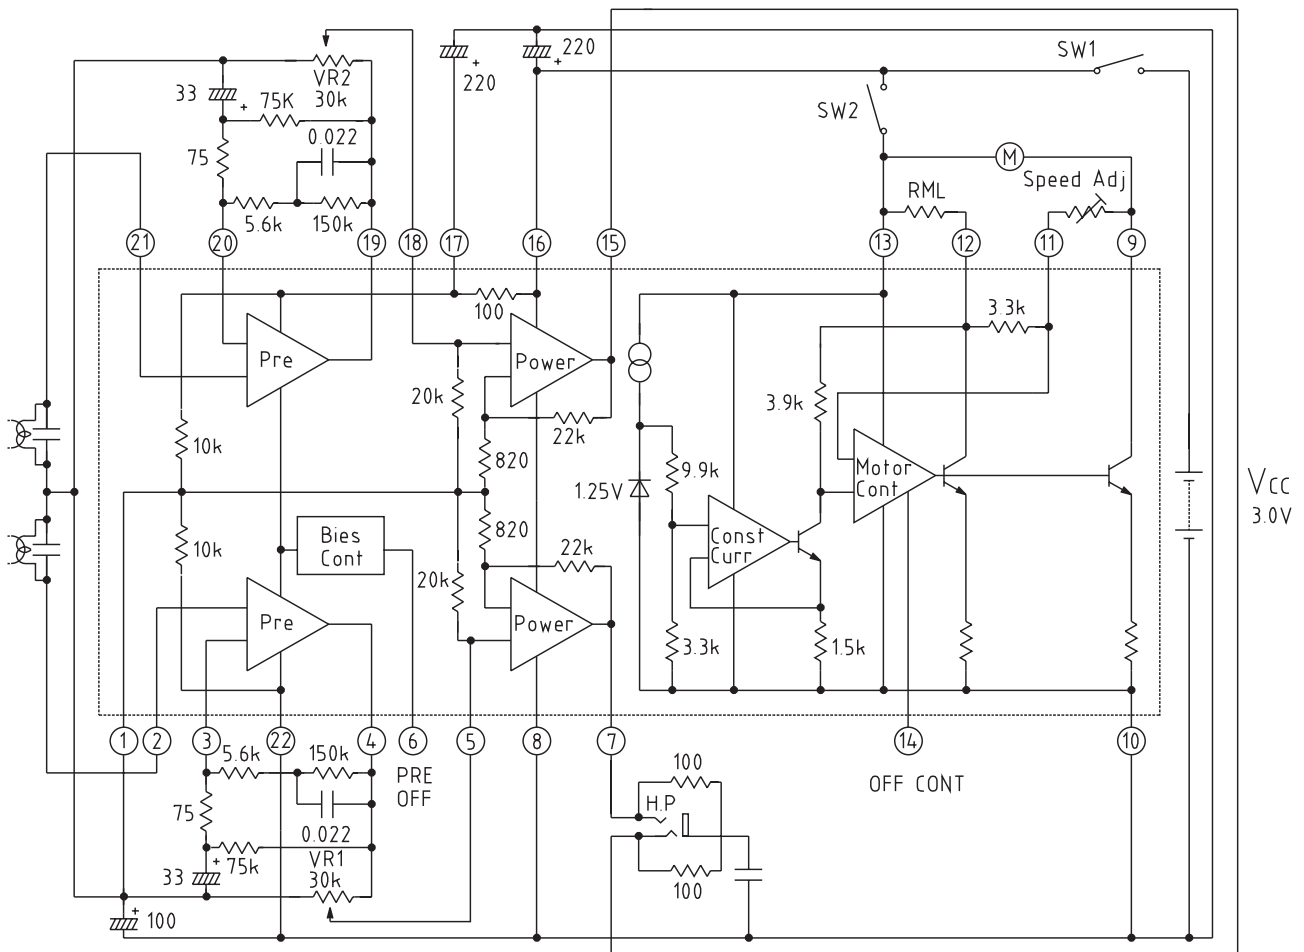 SW1
220
220
VR2
30k
33
75K
SW2
0.022
75
M
Speed Adj
RML
5.6k
150k
21
20
19
18
17
16
15
13
12
11
9
100
3.3k
Pre
Power
20k
3.9k
22k
10k
820
9.9k
Motor
Cont
1.25V
VCC
3.0V
Bies
Cont
820
Const
Curr
10k
22k
20k
Pre
Power
3.3k
1.5k
1
2
3
22
4
6
5
8
7
14
10
5.6k
150k
PRE
OFF
100
OFF CONT
H.P
75
0.022
75k
VR1
30k
33
100
100